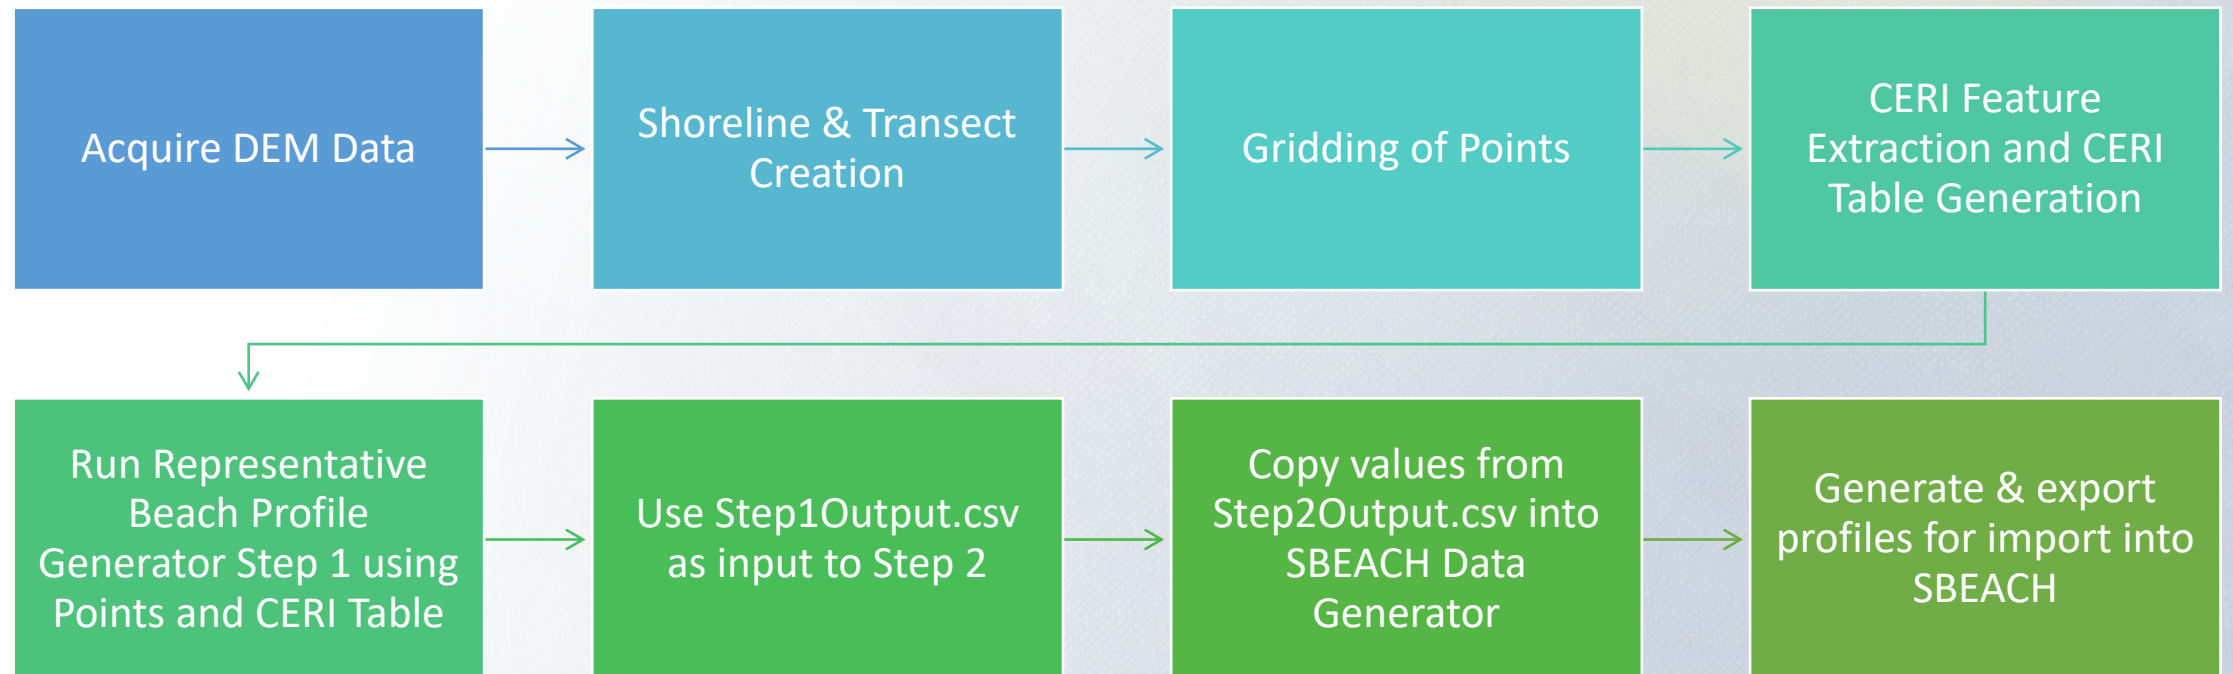 Acquire DEM Data
Shoreline & Transect
Creation
Gridding of Points
CERI Feature
Extraction and CERI
Table Generation
Run Representative
Beach Profile
Generator Step 1 using
Points and CERI Table
Use Step1Output.csv
as input to Step 2
Copy values from
Step2Output.csv into
SBEACH Data
Generator
Generate & export
profiles for import into
SBEACH